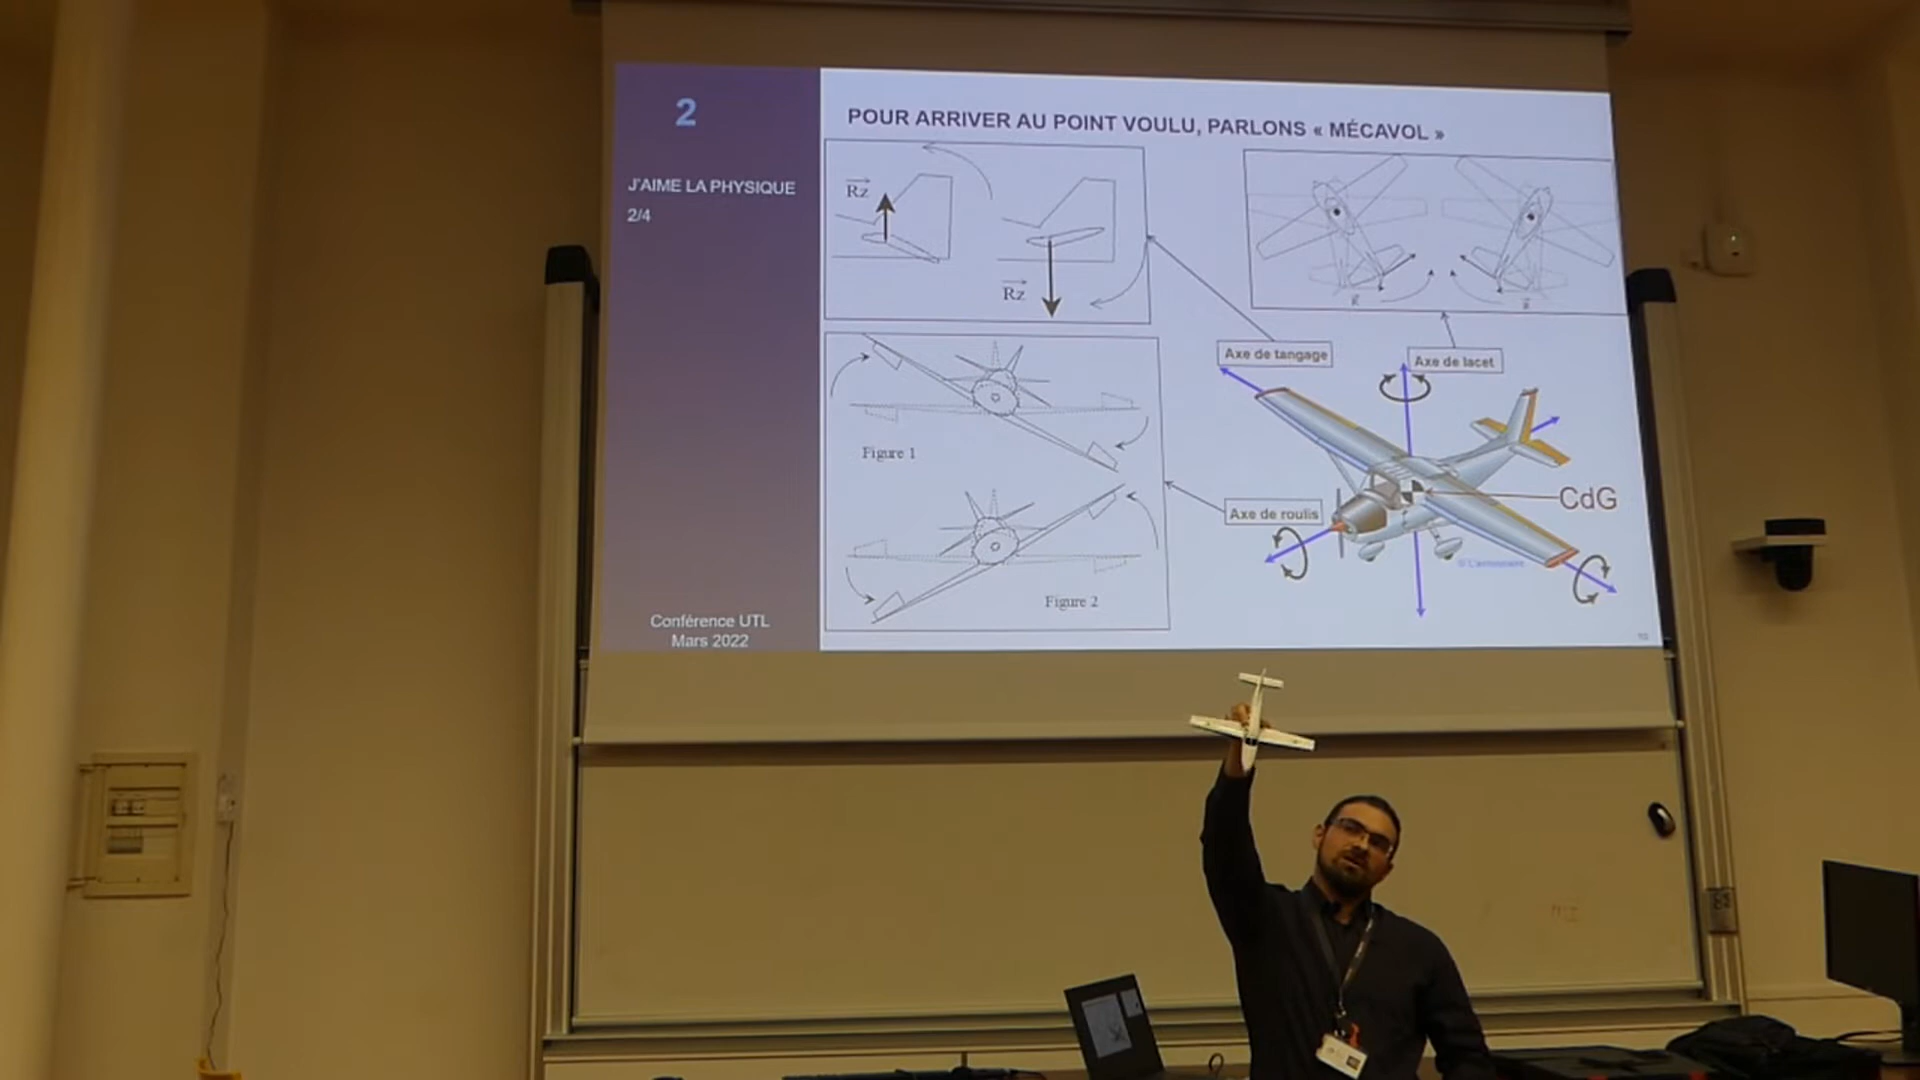 2
J'AIME LA PHYSIQUE
2/4
Conférence UTL
Mars 2022
POUR ARRIVER AU POINT VOULU, PARLONS « MÉCAVOL »
Rz
Rz
Figure 1
Figure 2
Axe de tangage
Axe de lacet
Axe de roulis
CdG